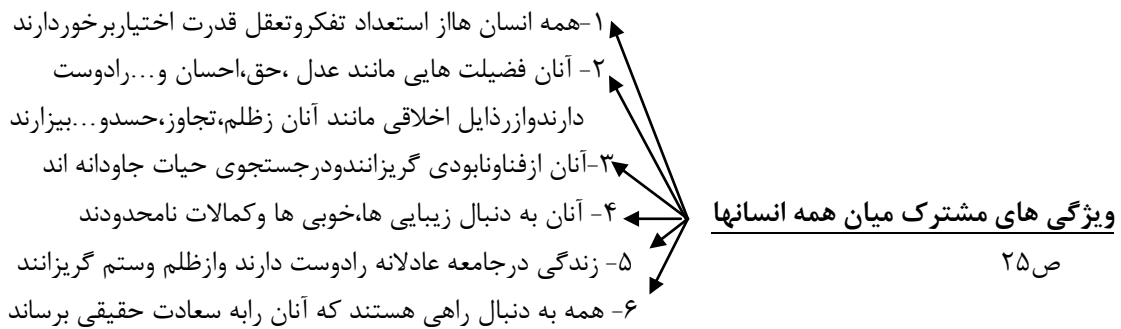 ۱-همه انسان هااز استعداد تفکروتعقل قدرت اختیاربرخوردارند
۲- آنان فضیلت هایی مانند عدل ،حق،احسان و...رادوست
دارندوازرذایل اخلاقی مانند آنان زظلم،تجاوز،حسدو...بیزارند
۳-آنان ازفناونابودی گریزانندودرجستجوی حیات جاودانه اند
ویژگی های مشترک میان همه انسانها
۴- آنان به دنبال زیبایی ها،خوبی ها وکمالات نامحدودند
ص۲۵
۵- زندگی درجامعه عادلانه رادوست دارند وازظلم وستم گریزانند
۶- همه به دنبال راهی هستند که آنان رابه سعادت حقیقی برساند